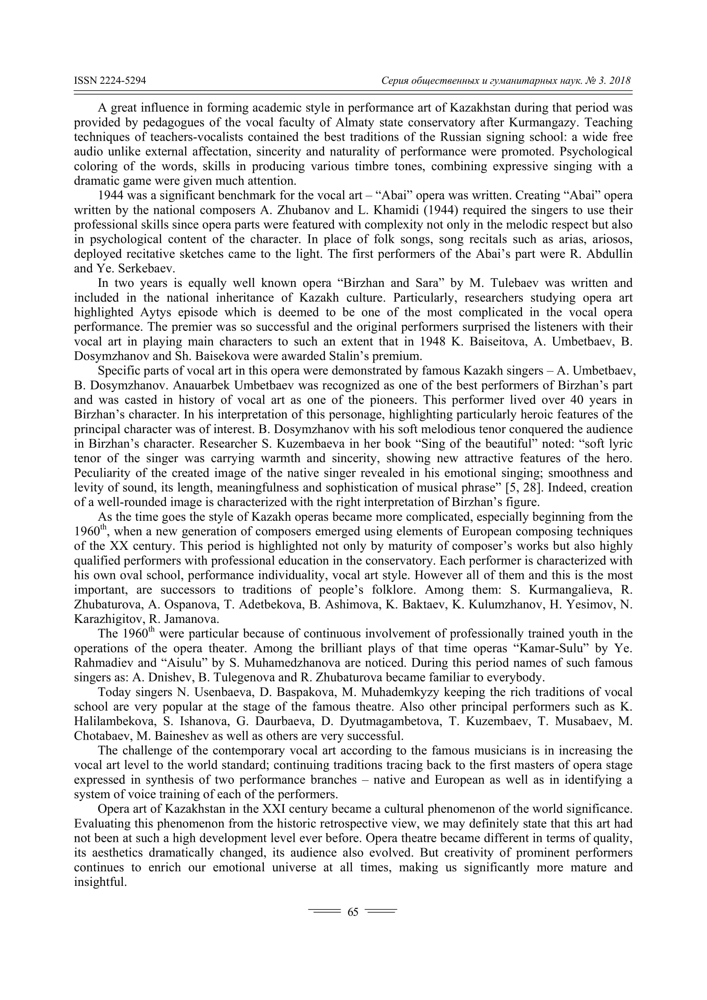 ISSN 2224-5294 Серия общественных и гуманитарных наук. № 3. 2018
A great influence in forming academic style in performance art of Kazakhstan during that period was
provided by pedagogues of the vocal faculty of Almaty state conservatory after Kurmangazy. Teaching
techniques of teachers-vocalists contained the best traditions of the Russian signing school: a wide free
audio unlike external affectation, sincerity and naturality of performance were promoted. Psychological
coloring of the words, skills in producing various timbre tones, combining expressive singing with a
dramatic game were given much attention.
1944 was a significant benchmark for the vocal art – “Abai” opera was written. Creating “Abai” opera
written by the national composers A. Zhubanov and L. Khamidi (1944) required the singers to use their
professional skills since opera parts were featured with complexity not only in the melodic respect but also
in psychological content of the character. In place of folk songs, song recitals such as arias, ariosos,
deployed recitative sketches came to the light. The first performers of the Abai’s part were R. Abdullin
and Ye. Serkebaev.
In two years is equally well known opera “Birzhan and Sara” by M. Tulebaev was written and
included in the national inheritance of Kazakh culture. Particularly, researchers studying opera art
highlighted Aytys episode which is deemed to be one of the most complicated in the vocal opera
performance. The premier was so successful and the original performers surprised the listeners with their
vocal art in playing main characters to such an extent that in 1948 K. Baiseitova, A. Umbetbaev, B.
Dosymzhanov and Sh. Baisekova were awarded Stalin’s premium.
Specific parts of vocal art in this opera were demonstrated by famous Kazakh singers – A. Umbetbaev,
B. Dosymzhanov. Anauarbek Umbetbaev was recognized as one of the best performers of Birzhan’s part
and was casted in history of vocal art as one of the pioneers. This performer lived over 40 years in
Birzhan’s character. In his interpretation of this personage, highlighting particularly heroic features of the
principal character was of interest. B. Dosymzhanov with his soft melodious tenor conquered the audience
in Birzhan’s character. Researcher S. Kuzembaeva in her book “Sing of the beautiful” noted: “soft lyric
tenor of the singer was carrying warmth and sincerity, showing new attractive features of the hero.
Peculiarity of the created image of the native singer revealed in his emotional singing; smoothness and
levity of sound, its length, meaningfulness and sophistication of musical phrase” [5, 28]. Indeed, creation
of a well-rounded image is characterized with the right interpretation of Birzhan’s figure.
As the time goes the style of Kazakh operas became more complicated, especially beginning from the
1960th, when a new generation of composers emerged using elements of European composing techniques
of the XX century. This period is highlighted not only by maturity of composer’s works but also highly
qualified performers with professional education in the conservatory. Each performer is characterized with
his own oval school, performance individuality, vocal art style. However all of them and this is the most
important, are successors to traditions of people’s folklore. Among them: S. Kurmangalieva, R.
Zhubaturova, A. Ospanova, T. Adetbekova, B. Ashimova, K. Baktaev, K. Kulumzhanov, H. Yesimov, N.
Karazhigitov, R. Jamanova.
The 1960th were particular because of continuous involvement of professionally trained youth in the
operations of the opera theater. Among the brilliant plays of that time operas “Kamar-Sulu” by Ye.
Rahmadiev and “Aisulu” by S. Muhamedzhanova are noticed. During this period names of such famous
singers as: A. Dnishev, B. Tulegenova and R. Zhubaturova became familiar to everybody.
Today singers N. Usenbaeva, D. Baspakova, M. Muhademkyzy keeping the rich traditions of vocal
school are very popular at the stage of the famous theatre. Also other principal performers such as K.
Halilambekova, S. Ishanova, G. Daurbaeva, D. Dyutmagambetova, T. Kuzembaev, T. Musabaev, M.
Chotabaev, M. Baineshev as well as others are very successful.
The challenge of the contemporary vocal art according to the famous musicians is in increasing the
vocal art level to the world standard; continuing traditions tracing back to the first masters of opera stage
expressed in synthesis of two performance branches – native and European as well as in identifying a
system of voice training of each of the performers.
Opera art of Kazakhstan in the XXI century became a cultural phenomenon of the world significance.
Evaluating this phenomenon from the historic retrospective view, we may definitely state that this art had
not been at such a high development level ever before. Opera theatre became different in terms of quality,
its aesthetics dramatically changed, its audience also evolved. But creativity of prominent performers
continues to enrich our emotional universe at all times, making us significantly more mature and
insightful.
65